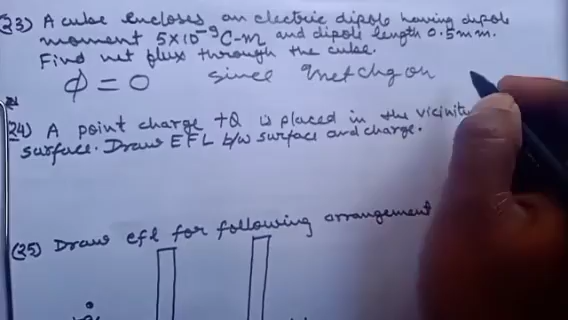 (23) A cube encloses an electric dipole having dipole
moment 5×10⁻⁹ C-m and dipole length 0.5 mm.
Find net flux through the cube.
ϕ = 0 since qnet chg on
(24) A point charge +Q is placed in the vicinity
surface. Draw EFL b/w surface and charge.
(25) Draw efl for following arrangement